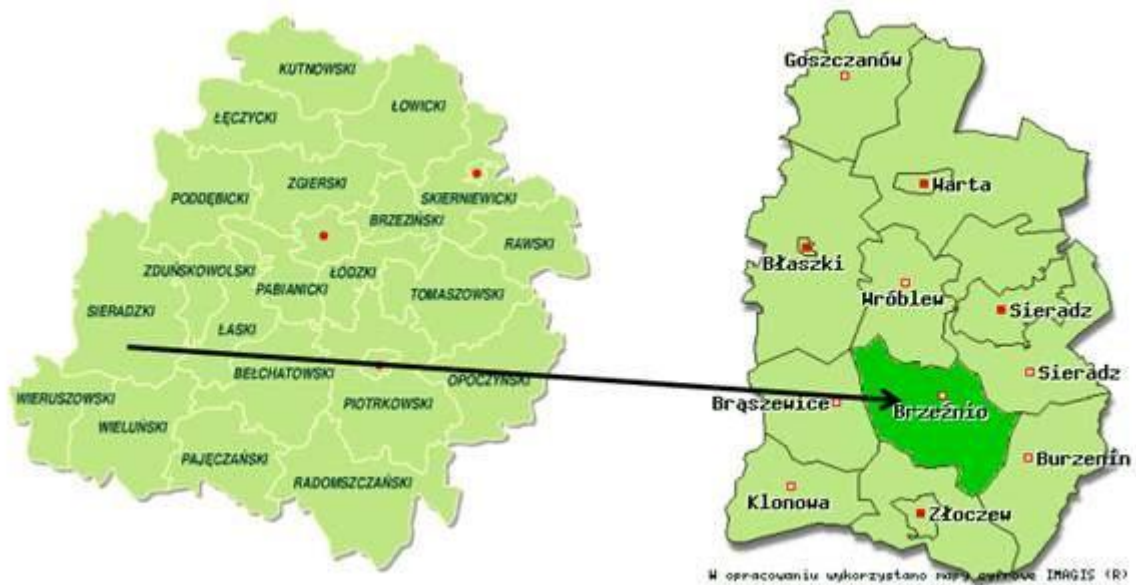 KUTNOWSKI
ŁOWICKI
ŁĘCZYCKI
ZGIERSKI
PODDĘBICKI
SKIERNIEWICKI
BRZEZIŃSKI
RAWSKI
ZDUŃSKOWOLSKI
ŁÓDZKI
PABIANICKI
TOMASZOWSKI
SIERADZKI
ŁASKI
BEŁCHATOWSKI
OPOCZYŃSKI
WIERUSZOWSKI
PIOTRKOWSKI
WIELUŃSKI
PAJĘCZAŃSKI
RADOMSZCZAŃSKI
Goszczanów
Warta
Błaszki
Wróblew
Sieradz
Sieradz
Brąszewice
Brzeźnio
Burzenin
Klonowa
Złoczew
W opracowaniu wykorzystano mapy cyfrowe IMAGIS (R)